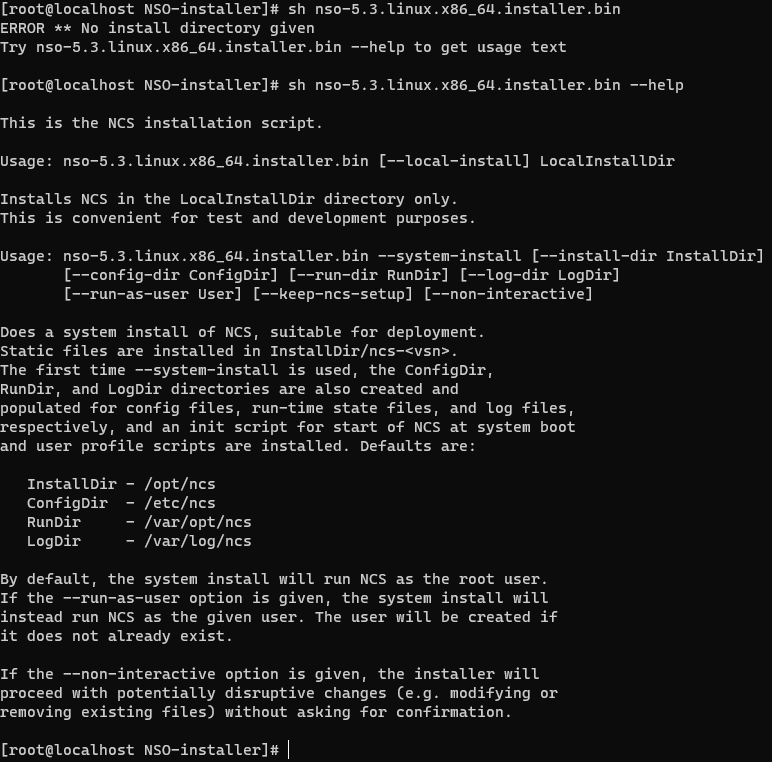 [root@localhost NSO-installer]# sh nso-5.3.linux.x86_64.installer.bin
ERROR ** No install directory given
Try nso-5.3.linux.x86_64.installer.bin --help to get usage text
[root@localhost NSO-installer]# sh nso-5.3.linux.x86_64.installer.bin --help
This is the NCS installation script.
Usage: nso-5.3.linux.x86_64.installer.bin [--local-install] LocalInstallDir
Installs NCS in the LocalInstallDir directory only.
This is convenient for test and development purposes.
Usage: nso-5.3.linux.x86_64.installer.bin --system-install [--install-dir InstallDir]
       [--config-dir ConfigDir] [--run-dir RunDir] [--log-dir LogDir]
       [--run-as-user User] [--keep-ncs-setup] [--non-interactive]
Does a system install of NCS, suitable for deployment.
Static files are installed in InstallDir/ncs-<vsn>.
The first time --system-install is used, the ConfigDir,
RunDir, and LogDir directories are also created and
populated for config files, run-time state files, and log files,
respectively, and an init script for start of NCS at system boot
and user profile scripts are installed. Defaults are:
   InstallDir - /opt/ncs
   ConfigDir  - /etc/ncs
   RunDir     - /var/opt/ncs
   LogDir     - /var/log/ncs
By default, the system install will run NCS as the root user.
If the --run-as-user option is given, the system install will
instead run NCS as the given user. The user will be created if
it does not already exist.
If the --non-interactive option is given, the installer will
proceed with potentially disruptive changes (e.g. modifying or
removing existing files) without asking for confirmation.
[root@localhost NSO-installer]#